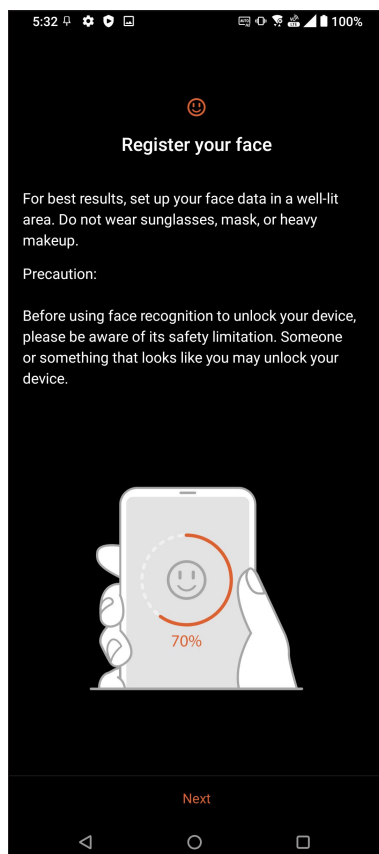 5:32 100%
Register your face
For best results, set up your face data in a well-lit
area. Do not wear sunglasses, mask, or heavy
makeup.
Precaution:
Before using face recognition to unlock your device,
please be aware of its safety limitation. Someone
or something that looks like you may unlock your
device.
70%
Next